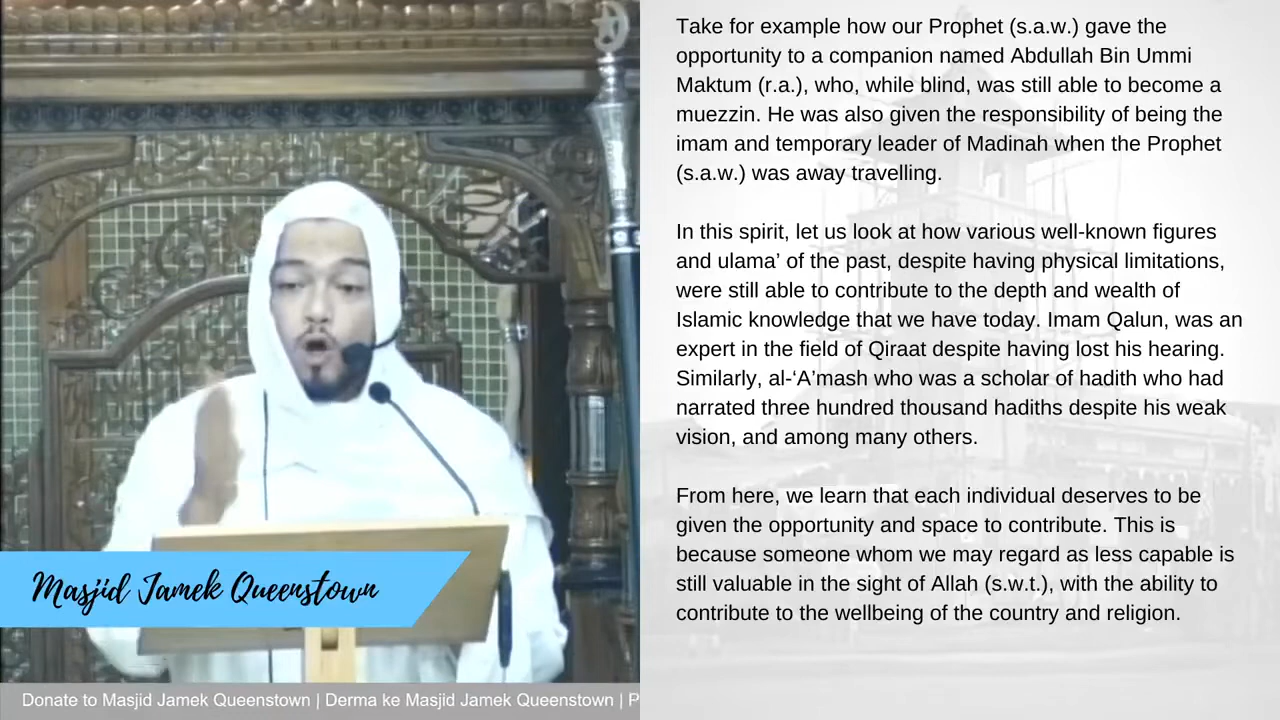 Take for example how our Prophet (s.a.w.) gave the
opportunity to a companion named Abdullah Bin Ummi
Maktum (r.a.), who, while blind, was still able to become a
muezzin. He was also given the responsibility of being the
imam and temporary leader of Madinah when the Prophet
(s.a.w.) was away travelling.
In this spirit, let us look at how various well-known figures
and ulama’ of the past, despite having physical limitations,
were still able to contribute to the depth and wealth of
Islamic knowledge that we have today. Imam Qalun, was an
expert in the field of Qiraat despite having lost his hearing.
Similarly, al-‘A’mash who was a scholar of hadith who had
narrated three hundred thousand hadiths despite his weak
vision, and among many others.
From here, we learn that each individual deserves to be
given the opportunity and space to contribute. This is
because someone whom we may regard as less capable is
still valuable in the sight of Allah (s.w.t.), with the ability to
contribute to the wellbeing of the country and religion.
Masjid Jamek Queenstown
Donate to Masjid Jamek Queenstown | Derma ke Masjid Jamek Queenstown | P